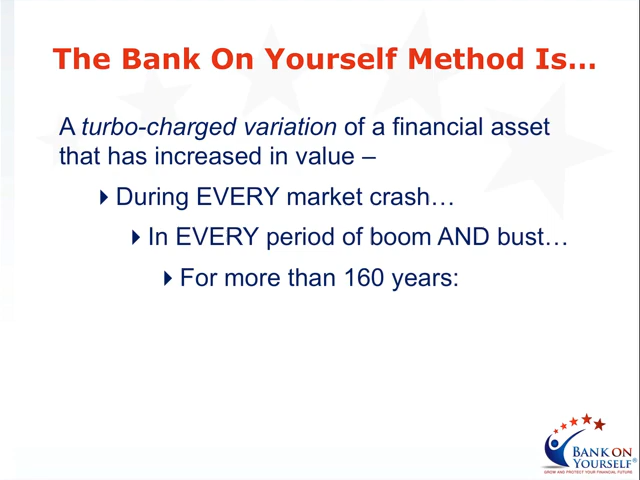 The Bank On Yourself Method Is...
A turbo-charged variation of a financial asset
that has increased in value –
During EVERY market crash…
In EVERY period of boom AND bust…
For more than 160 years:
BANK ON
YOURSELF®
GROW AND PROTECT YOUR FINANCIAL FUTURE